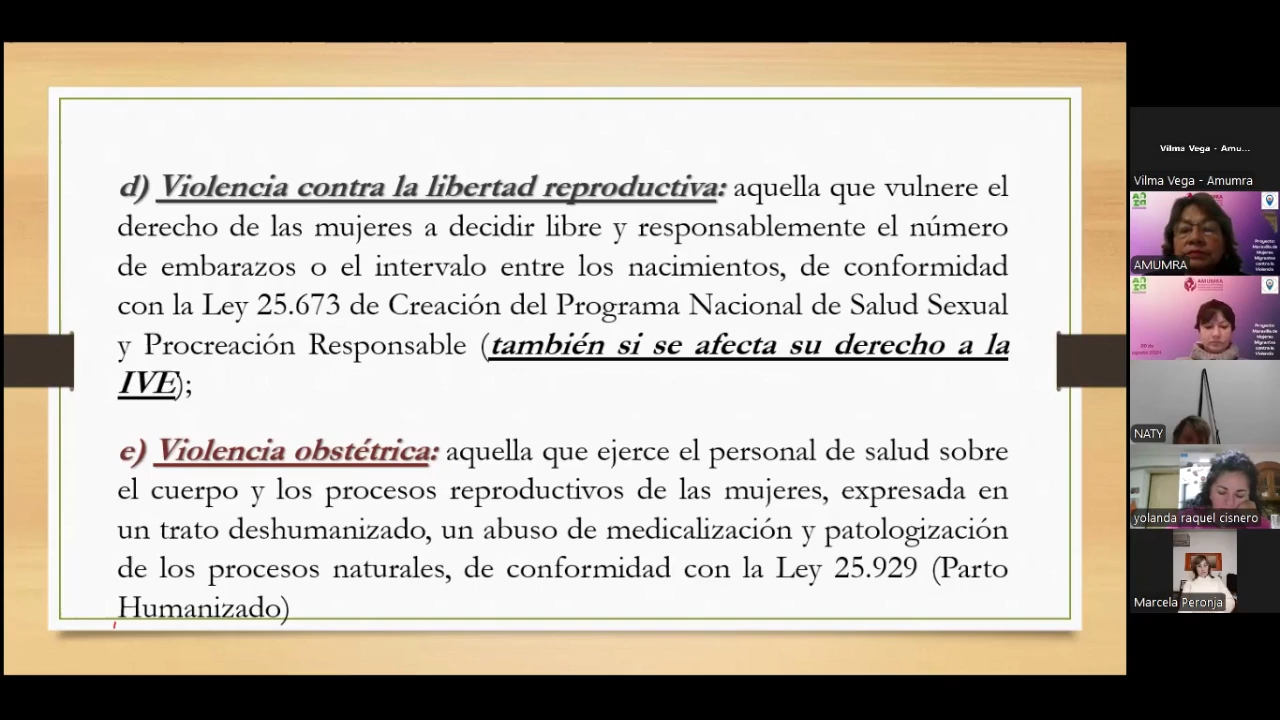 d) Violencia contra la libertad reproductiva: aquella que vulnere el
derecho de las mujeres a decidir libre y responsablemente el número
de embarazos o el intervalo entre los nacimientos, de conformidad
con la Ley 25.673 de Creación del Programa Nacional de Salud Sexual
y Procreación Responsable (también si se afecta su derecho a la
IVE);
e) Violencia obstétrica: aquella que ejerce el personal de salud sobre
el cuerpo y los procesos reproductivos de las mujeres, expresada en
un trato deshumanizado, un abuso de medicalización y patologización
de los procesos naturales, de conformidad con la Ley 25.929 (Parto
Humanizado)
Vilma Vega - Amu...
Vilma Vega - Amumra
AMUMRA
AMUMRA
NATY
yolanda raquel cisnero
Marcela Peronja